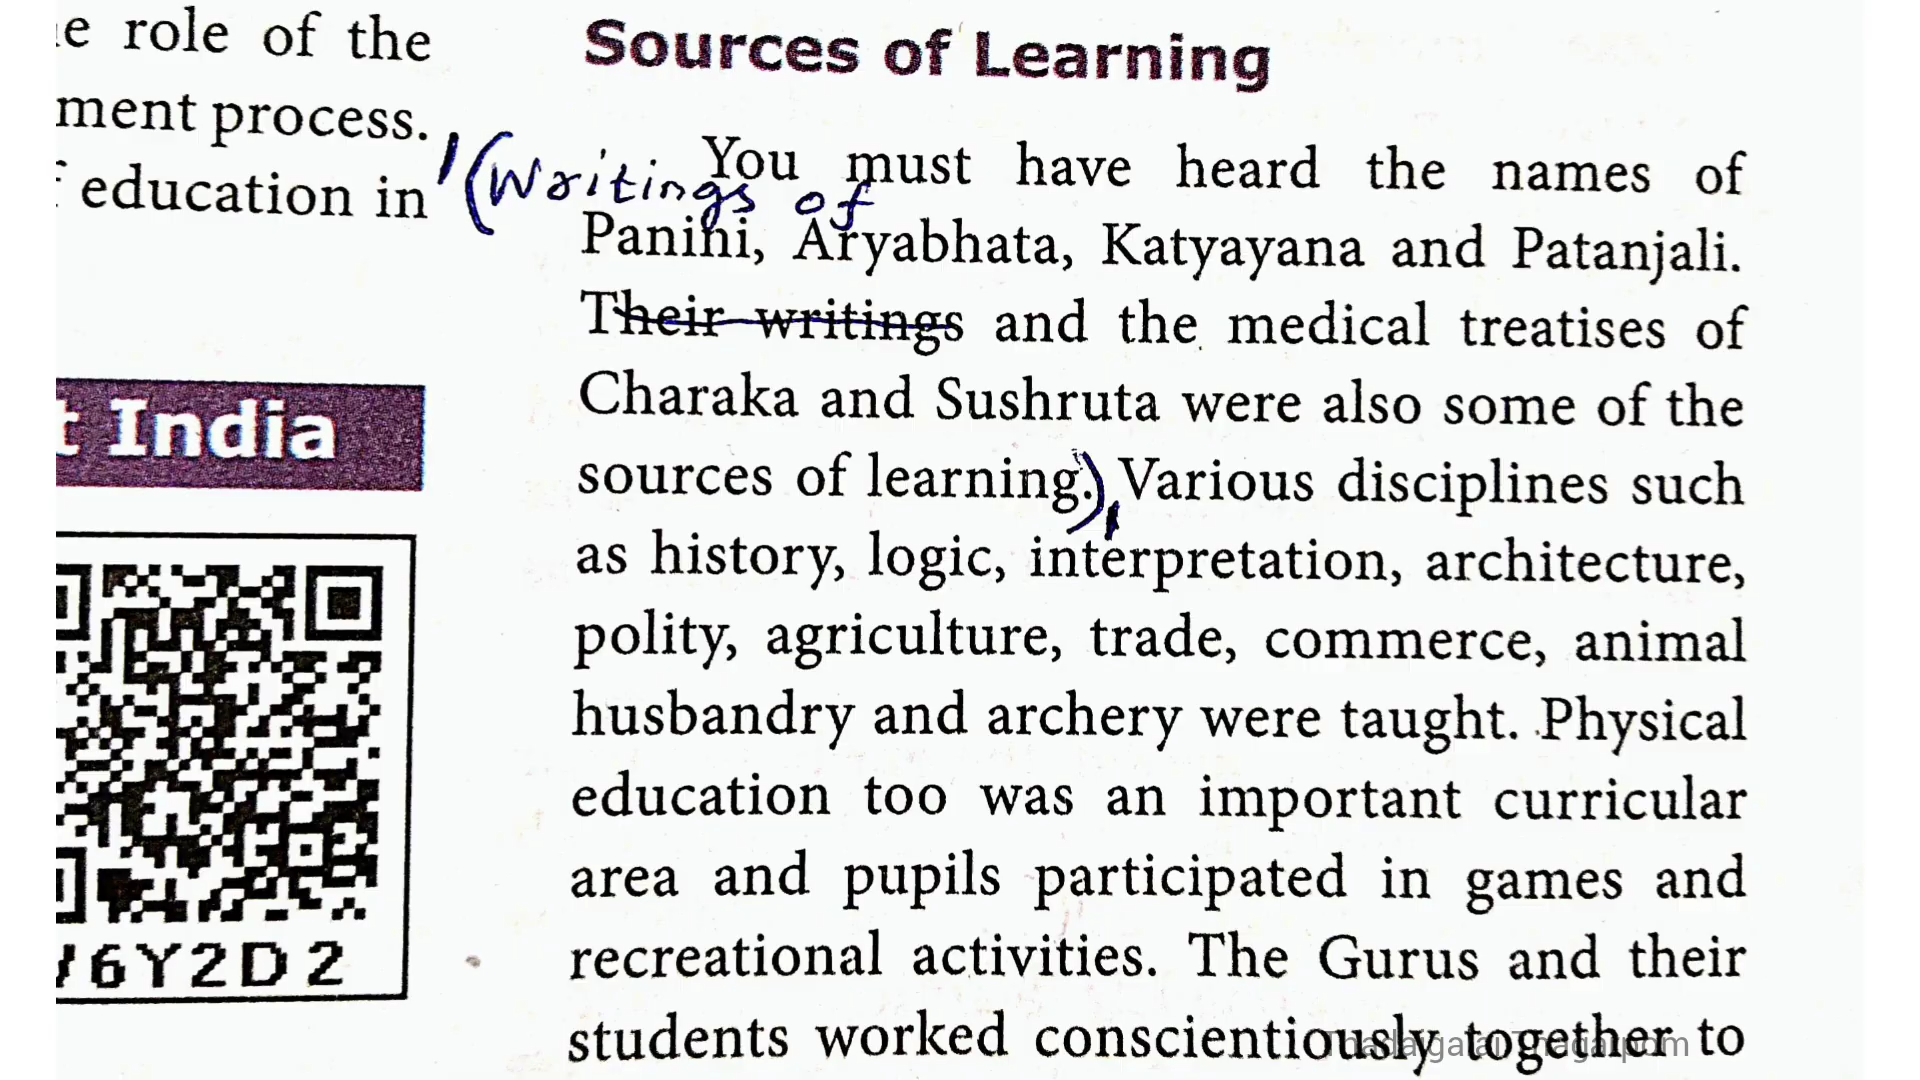 e role of the
ment process.
education in
t India
6Y2D2
Sources of Learning
You must have heard the names of
(Writings of
Panini, Aryabhata, Katyayana and Patanjali.
Their writings and the medical treatises of
Charaka and Sushruta were also some of the
sources of learning.) Various disciplines such
as history, logic, interpretation, architecture,
polity, agriculture, trade, commerce, animal
husbandry and archery were taught. Physical
education too was an important curricular
area and pupils participated in games and
recreational activities. The Gurus and their
students worked conscientiously together to